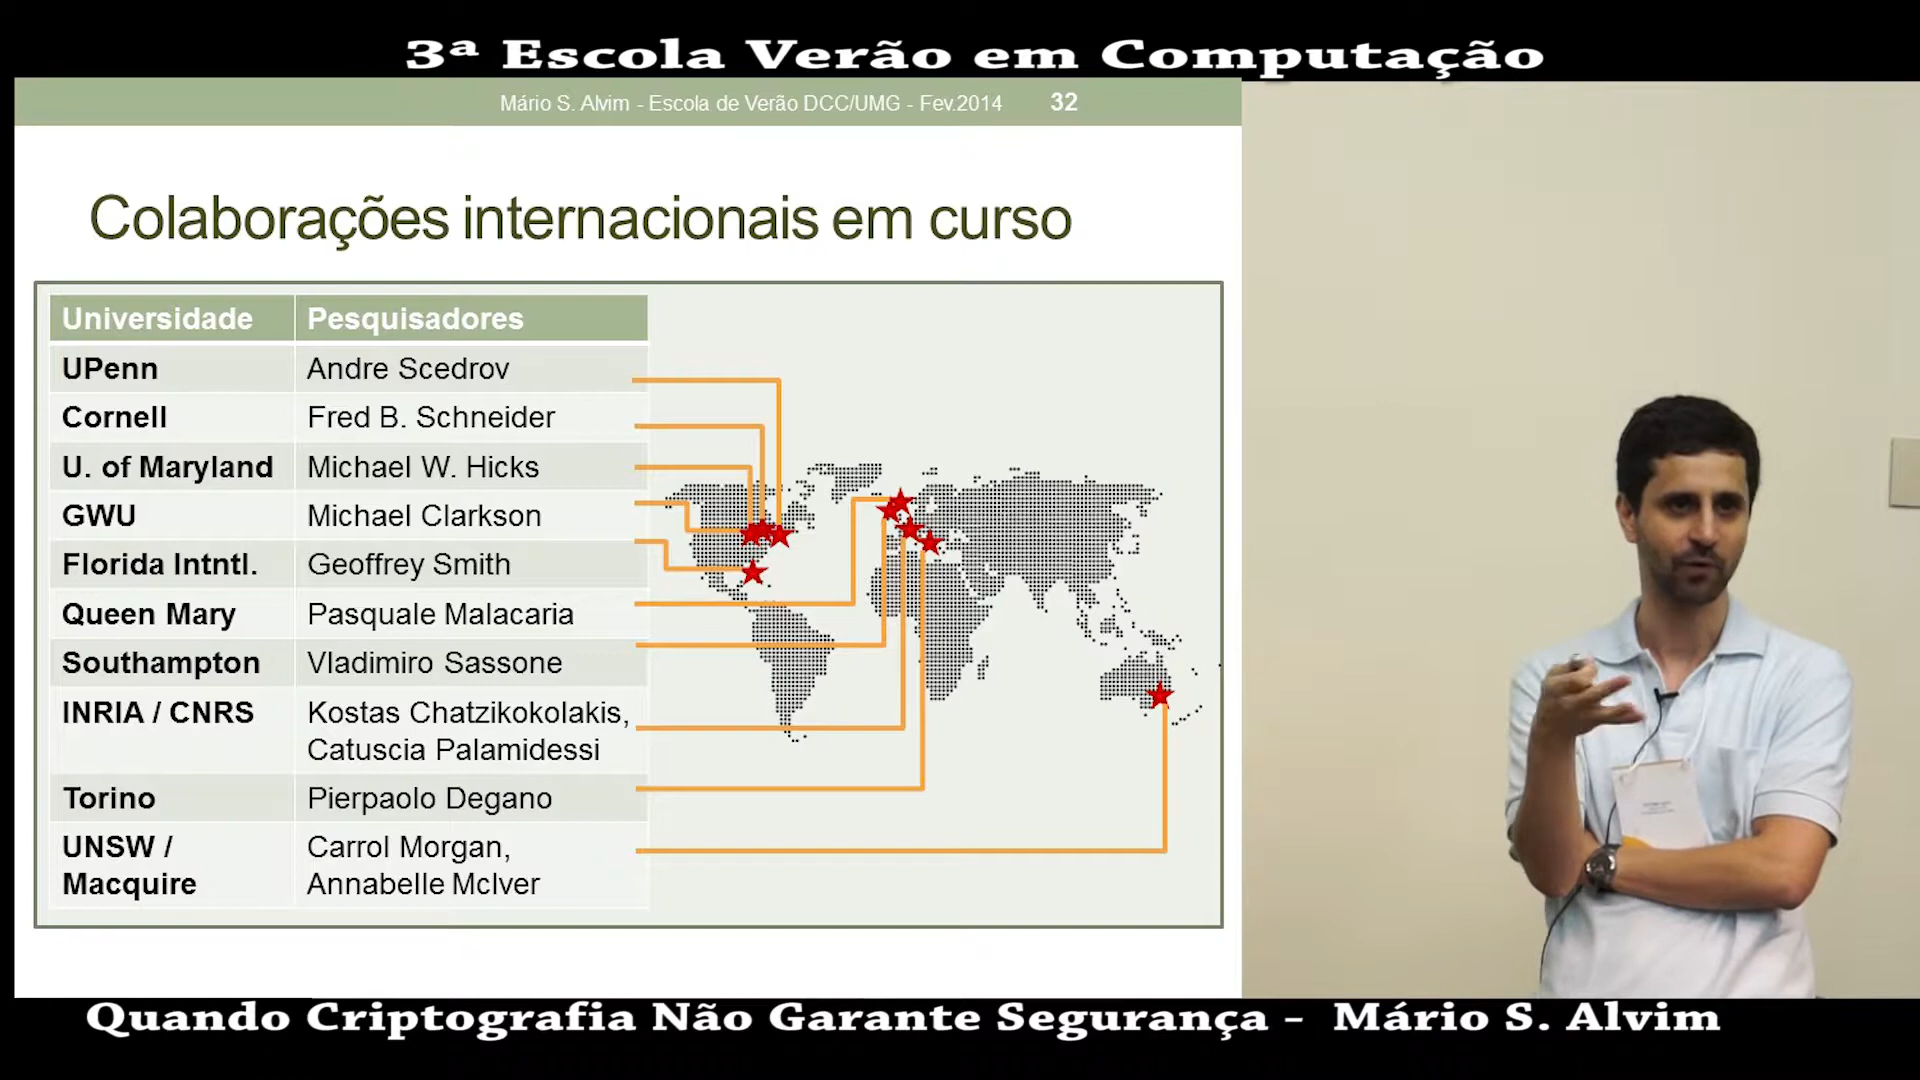 3ª Escola Verão em Computação
Mário S. Alvim - Escola de Verão DCC/UMG - Fev.2014 32
Colaborações internacionais em curso
Universidade Pesquisadores
UPenn Andre Scedrov
Cornell Fred B. Schneider
U. of Maryland Michael W. Hicks
GWU Michael Clarkson
Florida Intntl. Geoffrey Smith
Queen Mary Pasquale Malacaria
Southampton Vladimiro Sassone
INRIA / CNRS Kostas Chatzikokolakis,
Catuscia Palamidessi
Torino Pierpaolo Degano
UNSW / Carrol Morgan,
Macquire Annabelle McIver
Quando Criptografia Não Garante Segurança - Mário S. Alvim